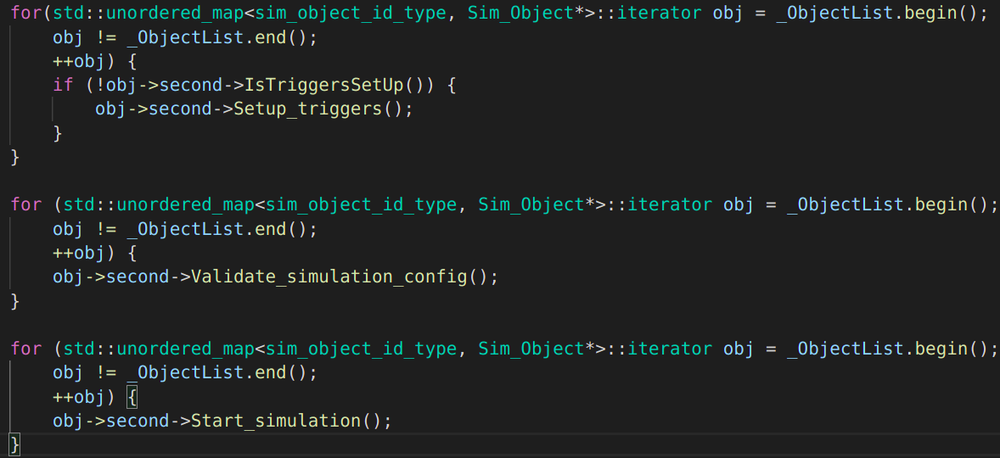 for(std::unordered_map<sim_object_id_type, Sim_Object*>::iterator obj = _ObjectList.begin();
    obj != _ObjectList.end();
    ++obj) {
    if (!obj->second->IsTriggersSetUp()) {
        obj->second->Setup_triggers();
    }
}

for (std::unordered_map<sim_object_id_type, Sim_Object*>::iterator obj = _ObjectList.begin();
    obj != _ObjectList.end();
    ++obj) {
    obj->second->Validate_simulation_config();
}

for (std::unordered_map<sim_object_id_type, Sim_Object*>::iterator obj = _ObjectList.begin();
    obj != _ObjectList.end();
    ++obj) {
    obj->second->Start_simulation();
}